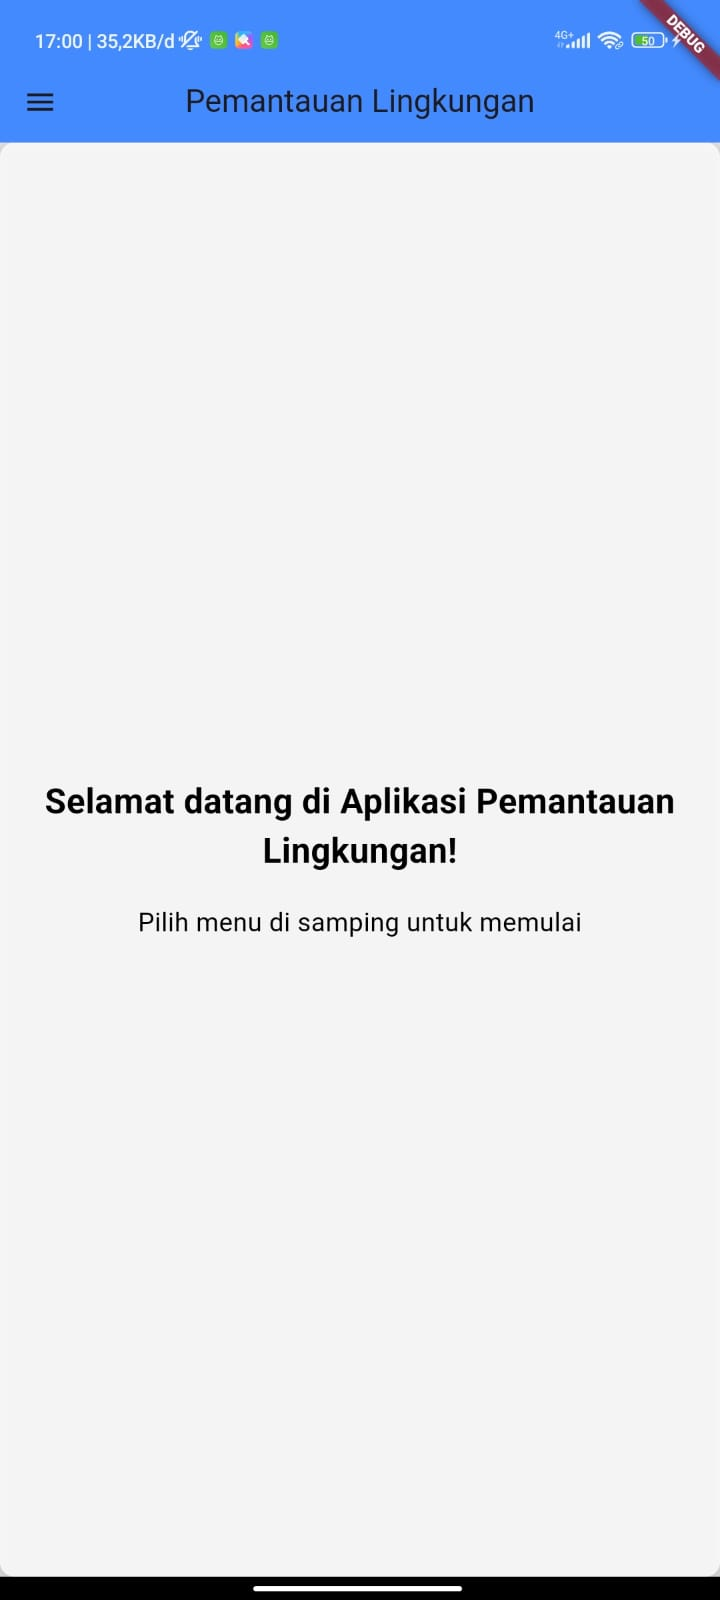 17:00 | 35,2KB/d
4G+
50
DEBUG
Pemantauan Lingkungan
Selamat datang di Aplikasi Pemantauan
Lingkungan!
Pilih menu di samping untuk memulai